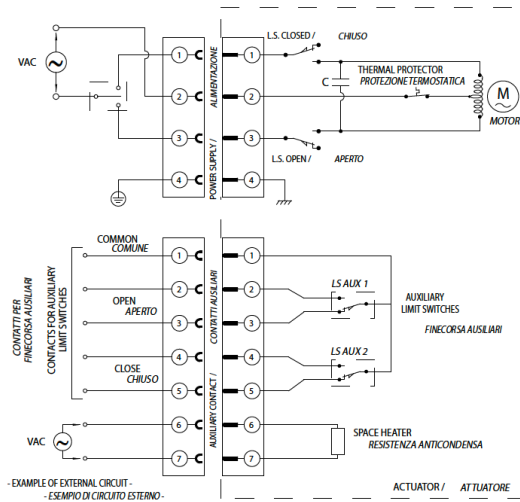 VAC
1
2
3
4
POWER SUPPLY / ALIMENTAZIONE
1
2
3
4
L.S. CLOSED / CHIUSO
C
THERMAL PROTECTOR
PROTEZIONE TERMOSTATICA
M
MOTOR
L.S. OPEN / APERTO
CONTATTI PER
FINECORSA AUSILIARI
CONTACTS FOR AUXILIARY
LIMIT SWITCHES
COMMON
COMUNE
OPEN
APERTO
CLOSE
CHIUSO
VAC
1
2
3
4
5
6
7
AUXILIARY CONTACT / CONTATTI AUSILIARI
1
2
3
4
5
6
7
LS AUX 1
LS AUX 2
AUXILIARY
LIMIT SWITCHES
FINECORSA AUSILIARI
SPACE HEATER
RESISTENZA ANTICONDENSA
- EXAMPLE OF EXTERNAL CIRCUIT -
- ESEMPIO DI CIRCUITO ESTERNO -
ACTUATOR / ATTUATORE